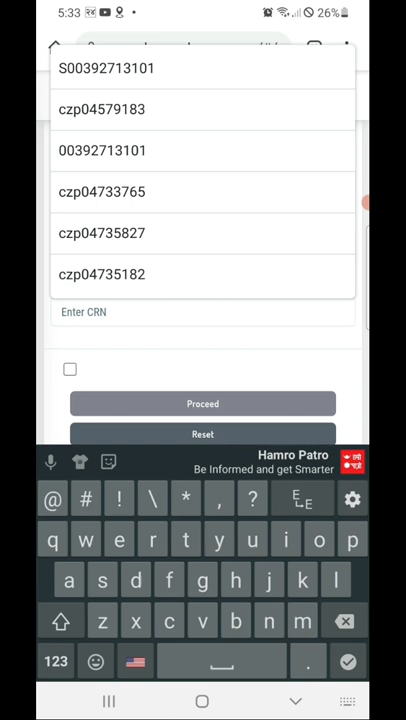 5:33 २४
26%
S00392713101
czp04579183
00392713101
czp04733765
czp04735827
czp04735182
Enter CRN
Proceed
Reset
Hamro Patro
Be Informed and get Smarter
@ # ! \ * , ? E E
q w e r t y u i o p
a s d f g h j k l
z x c v b n m
123 .